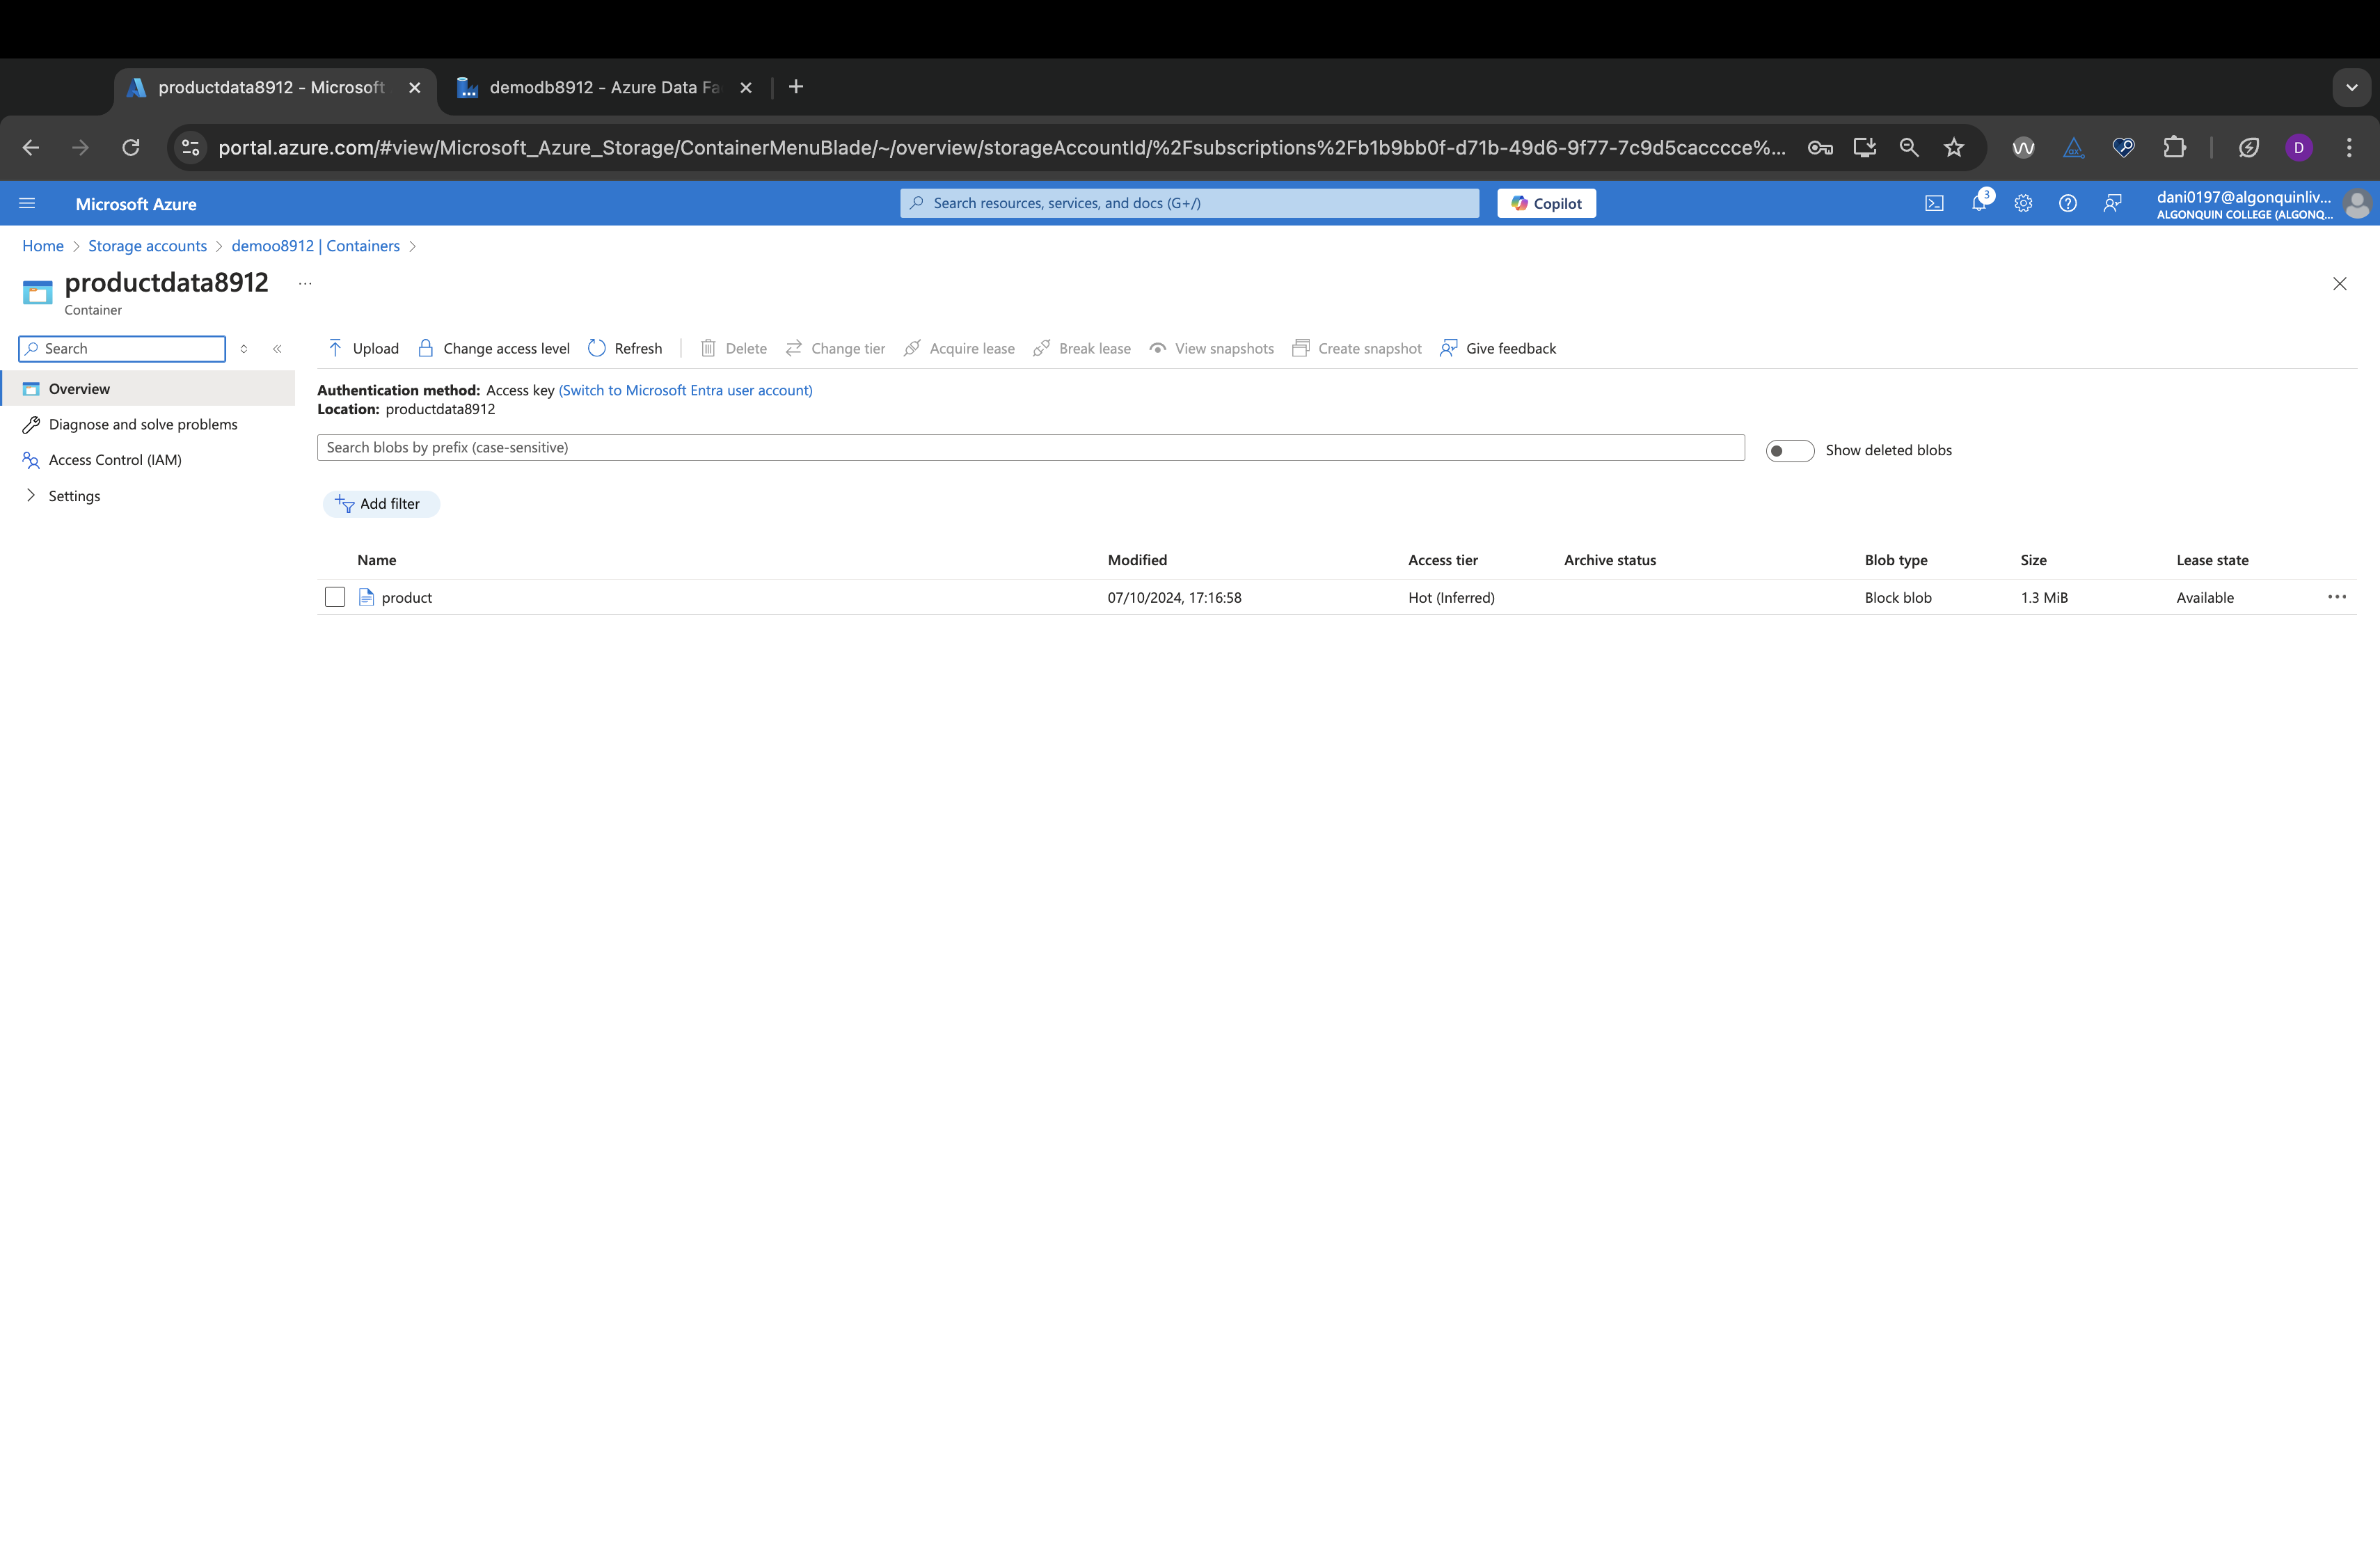 productdata8912 - Microsoft
demodb8912 - Azure Data Fa
portal.azure.com/#view/Microsoft_Azure_Storage/ContainerMenuBlade/~/overview/storageAccountId/%2Fsubscriptions%2Fb1b9bb0f-d71b-49d6-9f77-7c9d5cacccce%...
D
Microsoft Azure
Search resources, services, and docs (G+/)
Copilot
3
dani0197@algonquinliv...
ALGONQUIN COLLEGE (ALGONQ...
Home > Storage accounts > demoo8912 | Containers >
productdata8912 ...
Container
Search
Upload Change access level Refresh Delete Change tier Acquire lease Break lease View snapshots Create snapshot Give feedback
Overview
Diagnose and solve problems
Access Control (IAM)
Settings
Authentication method: Access key (Switch to Microsoft Entra user account)
Location: productdata8912
Search blobs by prefix (case-sensitive)
Show deleted blobs
Add filter
Name Modified Access tier Archive status Blob type Size Lease state
product 07/10/2024, 17:16:58 Hot (Inferred) Block blob 1.3 MiB Available